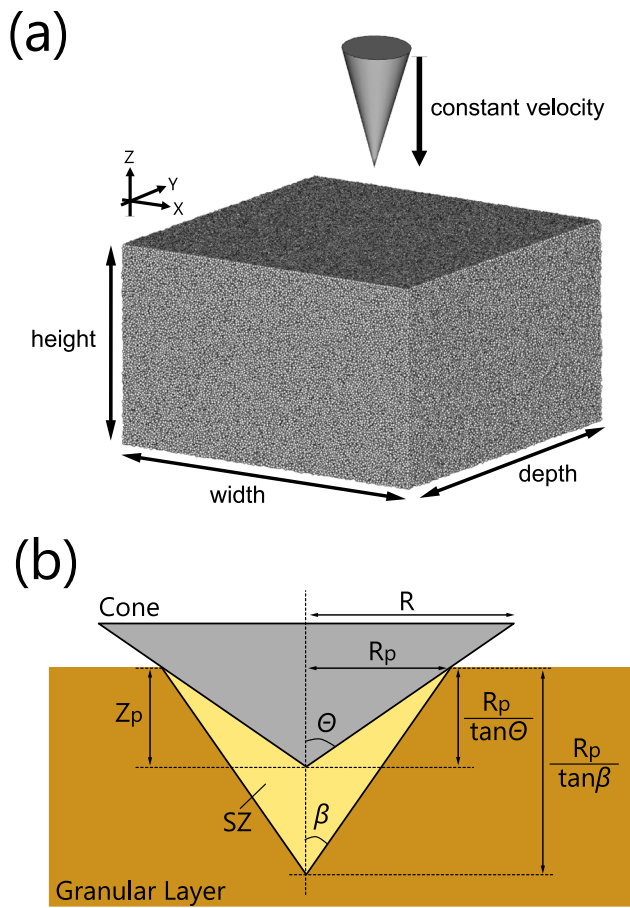 (a)
constant velocity
Z
Y
X
height
width
depth
(b)
Cone
R
Rp
Zp
Θ
Rp
tanΘ
Rp
tanβ
SZ
β
Granular Layer